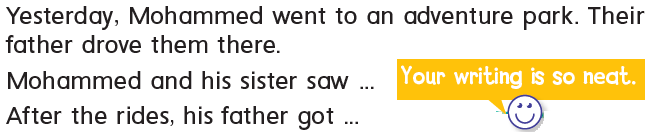 Yesterday, Mohammed went to an adventure park. Their
father drove them there.
Mohammed and his sister saw ...
Your writing is so neat.
After the rides, his father got ...